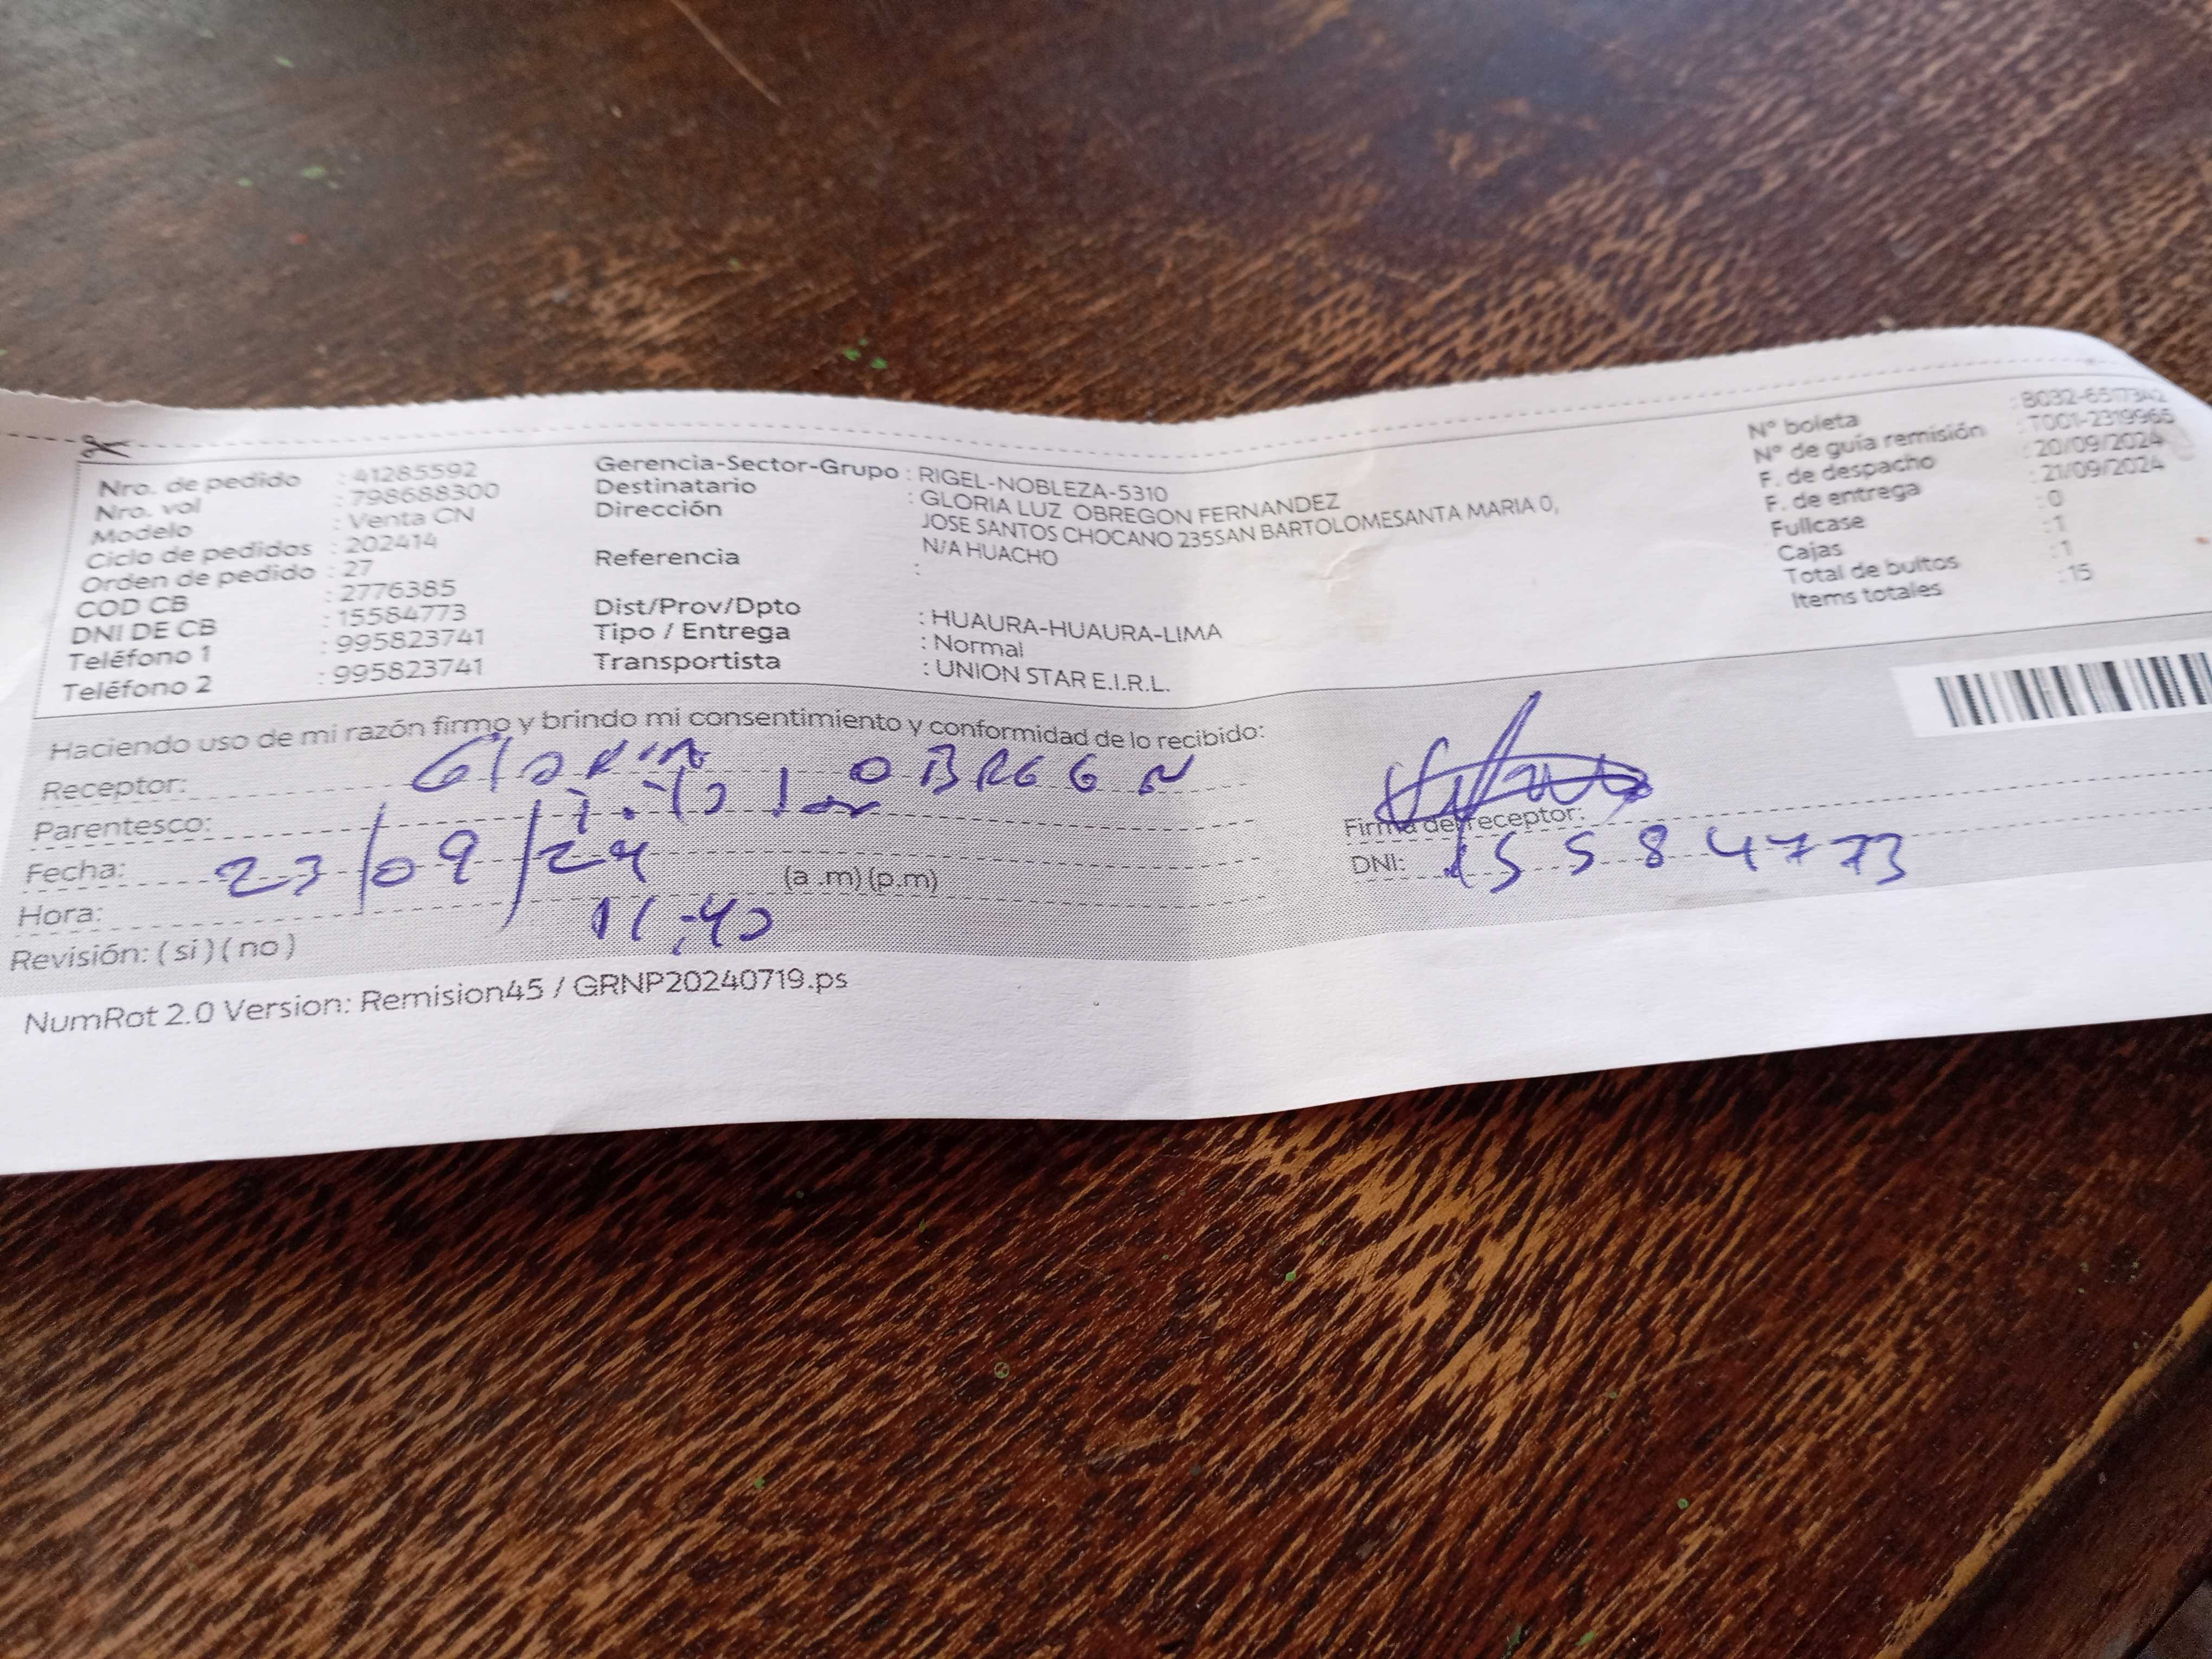 Nro. de pedido : 41285592
Nro. vol : 798688300
Modelo : Venta CN
Ciclo de pedidos : 202414
Orden de pedido : 27
COD CB : 2776385
DNI DE CB : 15584773
Teléfono 1 : 995823741
Teléfono 2 : 995823741
Gerencia-Sector-Grupo : RIGEL-NOBLEZA-5310
Destinatario : GLORIA LUZ OBREGON FERNANDEZ
Dirección : JOSE SANTOS CHOCANO 235SAN BARTOLOMESANTA MARIA 0,
N/A HUACHO
Referencia :
Dist/Prov/Dpto : HUAURA-HUAURA-LIMA
Tipo / Entrega : Normal
Transportista : UNION STAR E.I.R.L.
N° boleta : B032-6517342
N° de guía remisión : T001-2319965
F. de despacho : 20/09/2024
F. de entrega : 21/09/2024
Fullcase : 0
Cajas : 1
Total de bultos : 1
Items totales : 15
Haciendo uso de mi razón firmo y brindo mi consentimiento y conformidad de lo recibido:
Receptor: Gloria OBREGON
Parentesco:
Fecha: 23/09/24
Hora: 11:40 (a .m) (p.m)
Revisión: ( si ) ( no )
Firma del receptor:
DNI: 15584773
NumRot 2.0 Version: Remision45 / GRNP20240719.ps